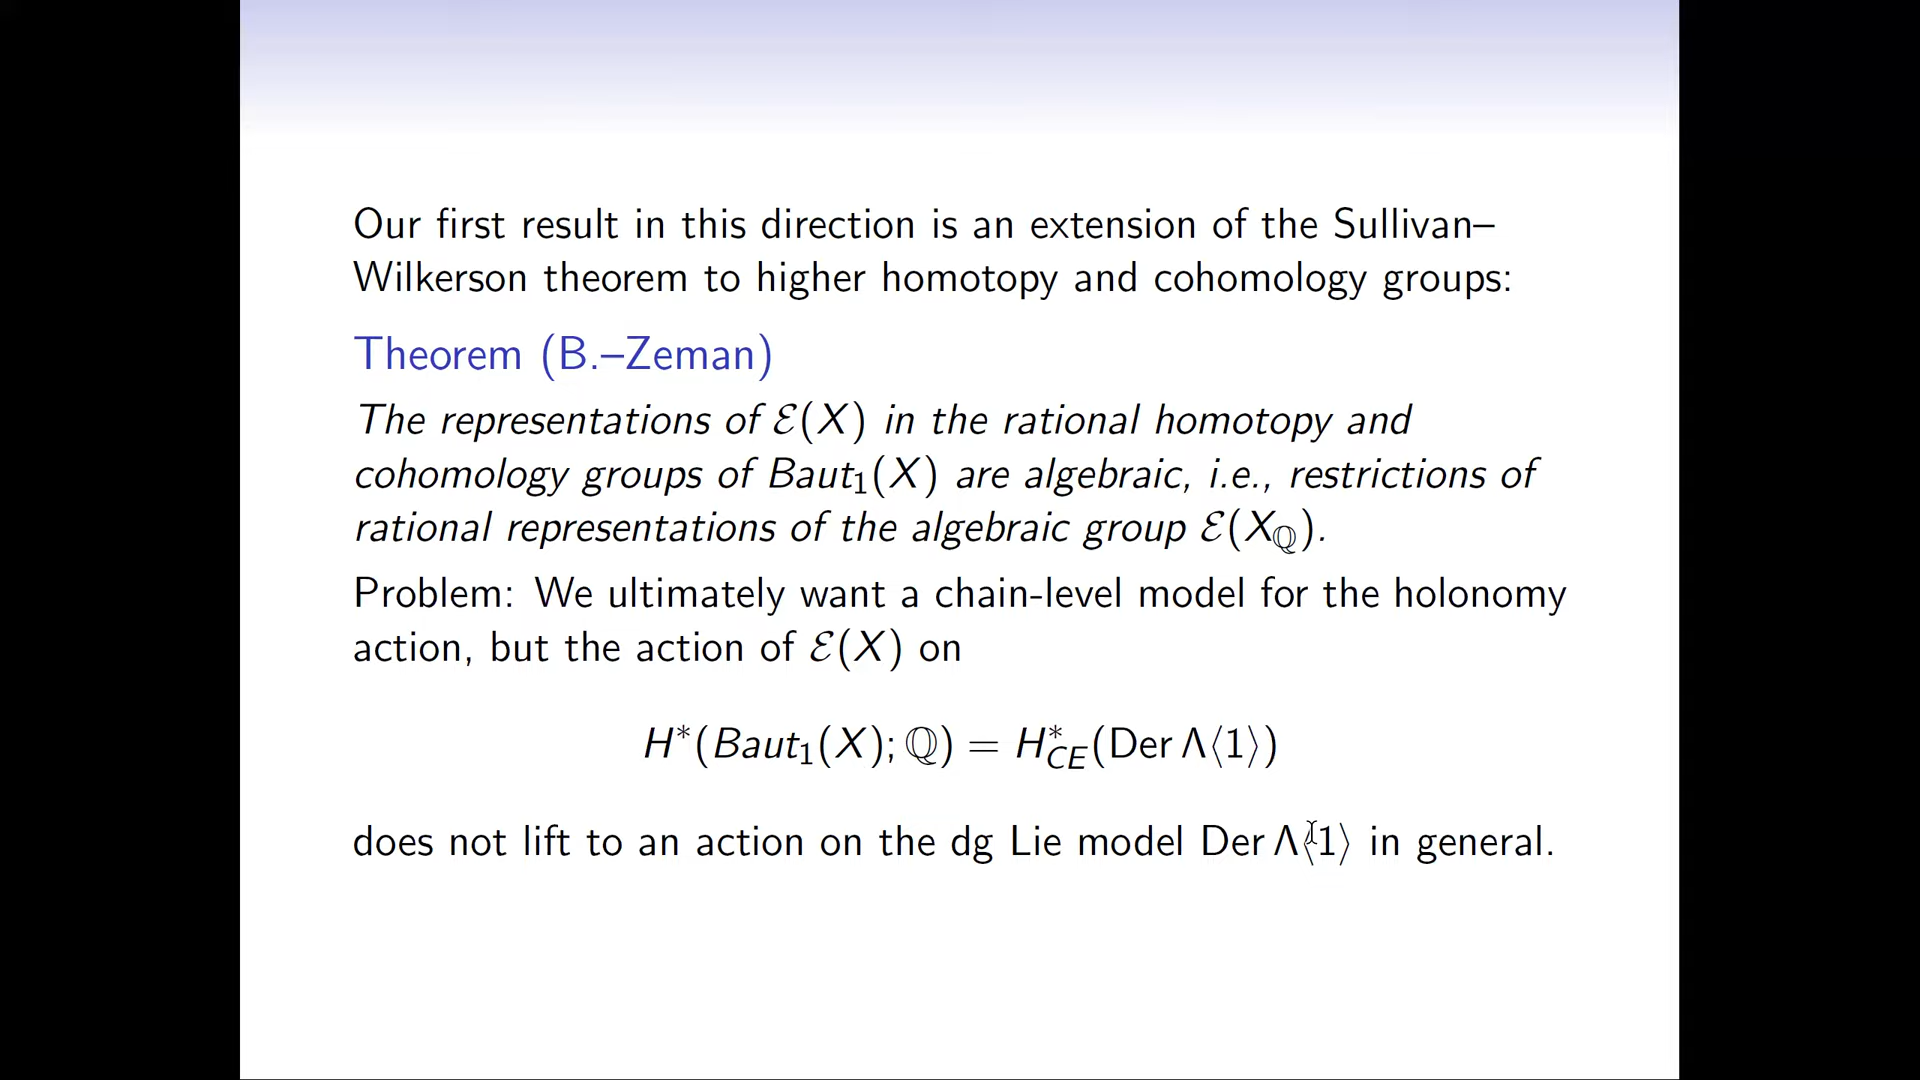 Our first result in this direction is an extension of the Sullivan–
Wilkerson theorem to higher homotopy and cohomology groups:
Theorem (B.–Zeman)
The representations of ℰ(X) in the rational homotopy and
cohomology groups of Baut₁(X) are algebraic, i.e., restrictions of
rational representations of the algebraic group ℰ(X_ℚ).
Problem: We ultimately want a chain-level model for the holonomy
action, but the action of ℰ(X) on
H*(Baut₁(X); ℚ) = H*_CE(Der Λ⟨1⟩)
does not lift to an action on the dg Lie model Der Λ⟨1⟩ in general.